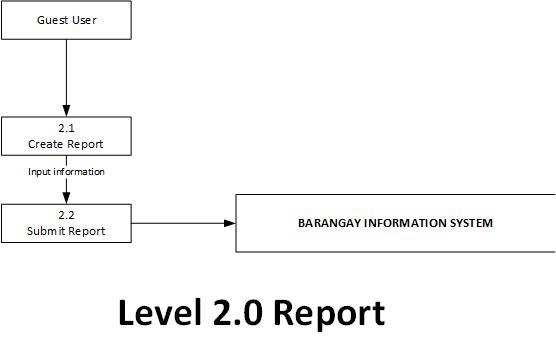 Guest User
2.1
Create Report
Input information
2.2
Submit Report
BARANGAY INFORMATION SYSTEM
Level 2.0 Report